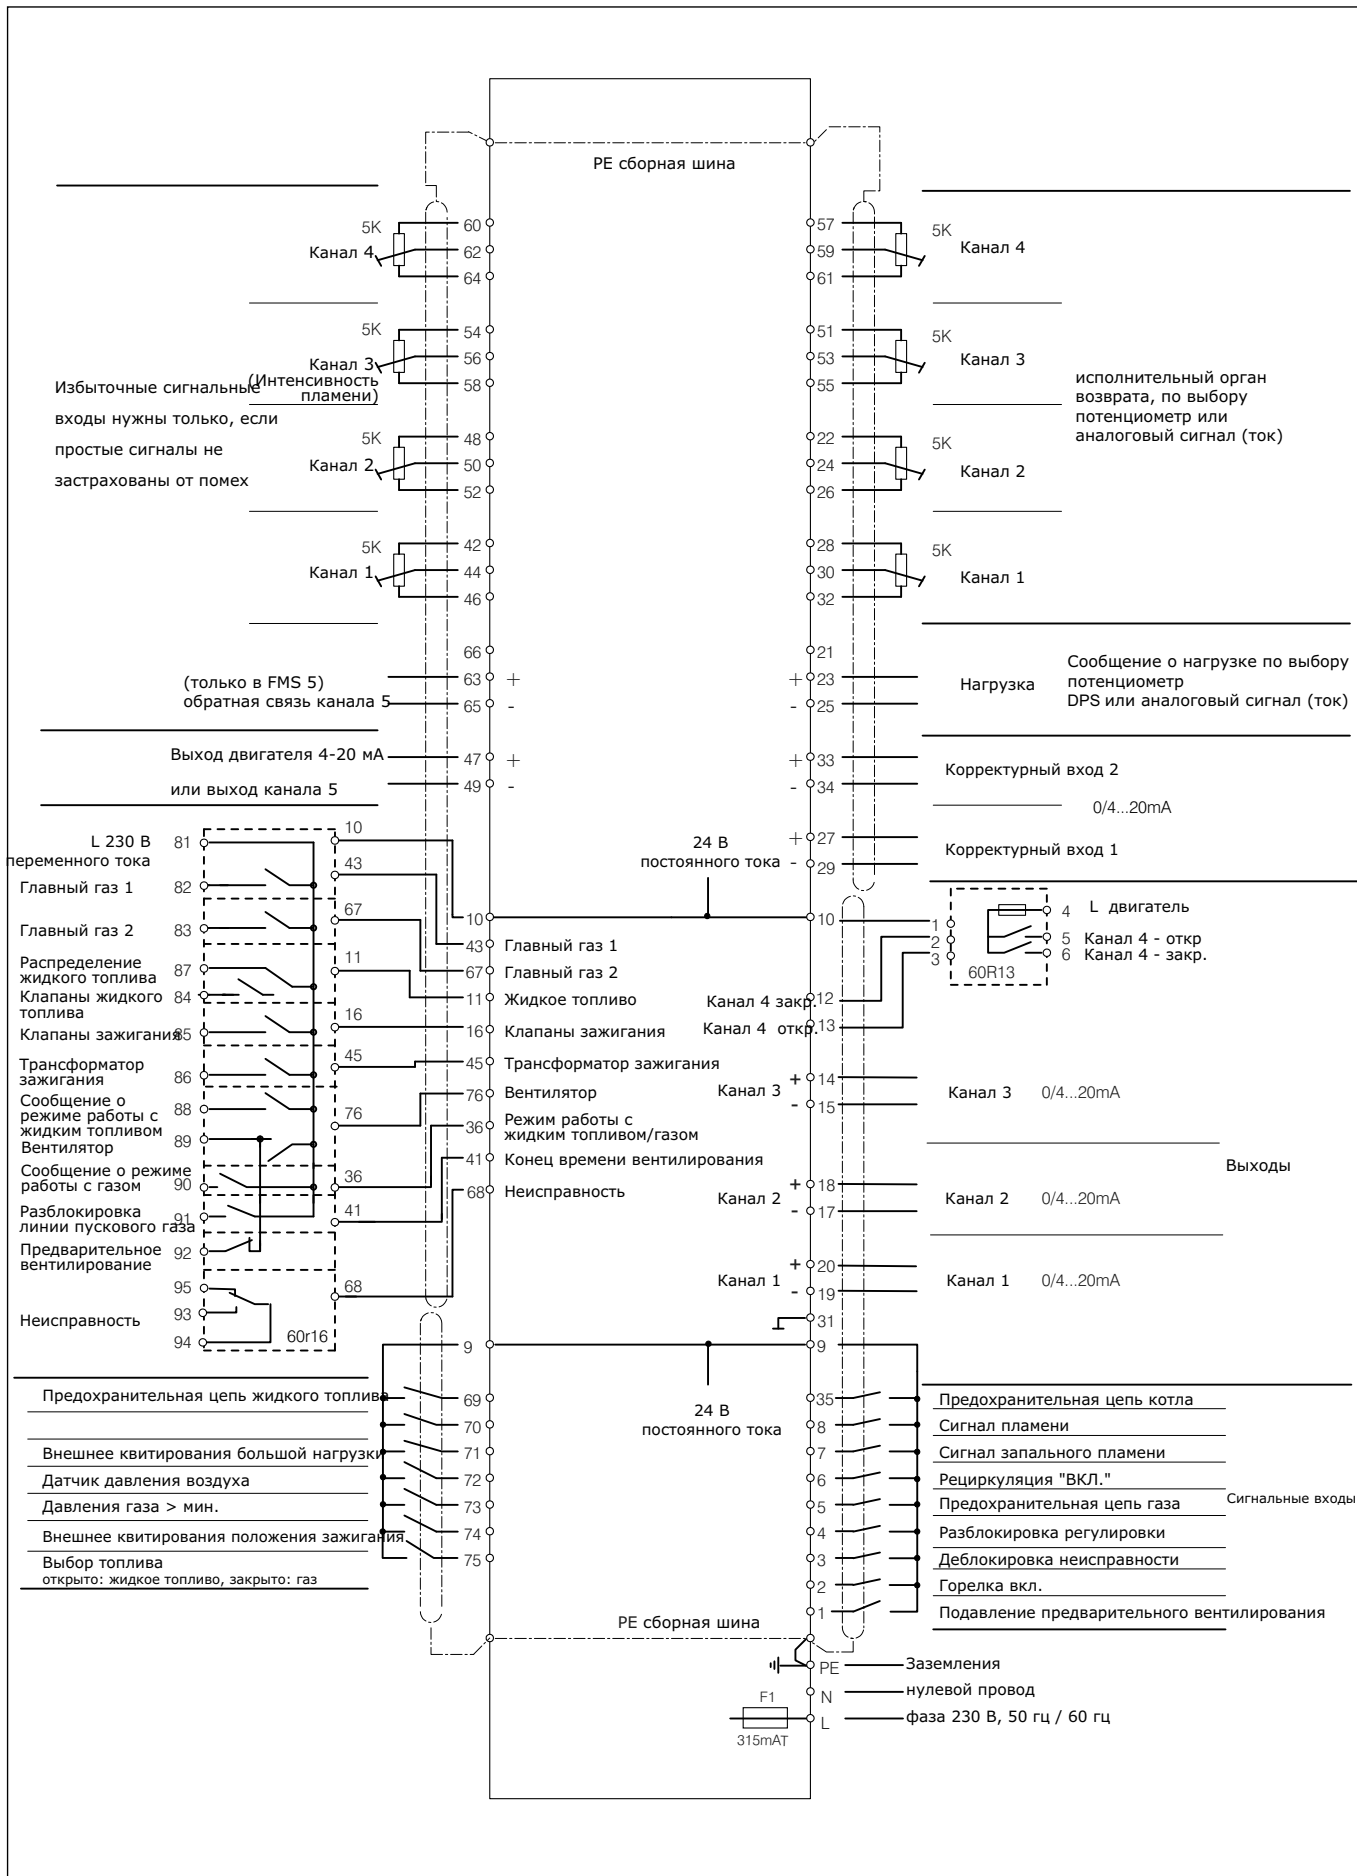 PE сборная шина
5K
Канал 4
60
62
64
57
59
61
5K
Канал 4
5K
Канал 3
(Интенсивность
пламени)
54
56
58
51
53
55
5K
Канал 3
Избыточные сигнальные
входы нужны только, если
простые сигналы не
застрахованы от помех
исполнительный орган
возврата, по выбору
потенциометр или
аналоговый сигнал (ток)
5K
Канал 2
48
50
52
22
24
26
5K
Канал 2
5K
Канал 1
42
44
46
28
30
32
5K
Канал 1
66
21
(только в FMS 5)
обратная связь канала 5
63 +
65 -
+ 23
- 25
Нагрузка
Сообщение о нагрузке по выбору
потенциометр
DPS или аналоговый сигнал (ток)
Выход двигателя 4-20 мА
или выход канала 5
47 +
49 -
+ 33
- 34
Корректурный вход 2
0/4...20mA
+ 27
- 29
Корректурный вход 1
24 В
постоянного тока
L 230 В
переменного тока
81
10
43
Главный газ 1
82
67
Главный газ 2
83
11
Распределение
жидкого топлива
87
Клапаны жидкого
топлива
84
16
Клапаны зажигания
85
45
Трансформатор
зажигания
86
Сообщение о
режиме работы с
жидким топливом
88
76
Вентилятор
89
Сообщение о режиме
работы с газом
90
36
Разблокировка
линии пускового газа
91
41
Предварительное
вентилирование
92
95
93
94
Неисправность
68
60r16
10
43 Главный газ 1
67 Главный газ 2
11 Жидкое топливо
16 Клапаны зажигания
45 Трансформатор зажигания
76 Вентилятор
36 Режим работы с
жидким топливом/газом
41 Конец времени вентилирования
68 Неисправность
10
Канал 4 закр. 12
Канал 4 откр. 13
1
2
3
60R13
4 L двигатель
5 Канал 4 - откр
6 Канал 4 - закр.
Канал 3
+ 14
- 15
Канал 3 0/4...20mA
Выходы
Канал 2
+ 18
- 17
Канал 2 0/4...20mA
Канал 1
+ 20
- 19
Канал 1 0/4...20mA
31
9
9
24 В
постоянного тока
Предохранительная цепь жидкого топлива
69
70
Внешнее квитирования большой нагрузки
71
Датчик давления воздуха
72
Давления газа > мин.
73
Внешнее квитирования положения зажигания
74
Выбор топлива
открыто: жидкое топливо, закрыто: газ
75
35 Предохранительная цепь котла
8 Сигнал пламени
7 Сигнал запального пламени
6 Рециркуляция "ВКЛ."
5 Предохранительная цепь газа
Сигнальные входы
4 Разблокировка регулировки
3 Деблокировка неисправности
2 Горелка вкл.
1 Подавление предварительного вентилирования
PE сборная шина
PE Заземления
N нулевой провод
F1
315mAT
L фаза 230 В, 50 гц / 60 гц